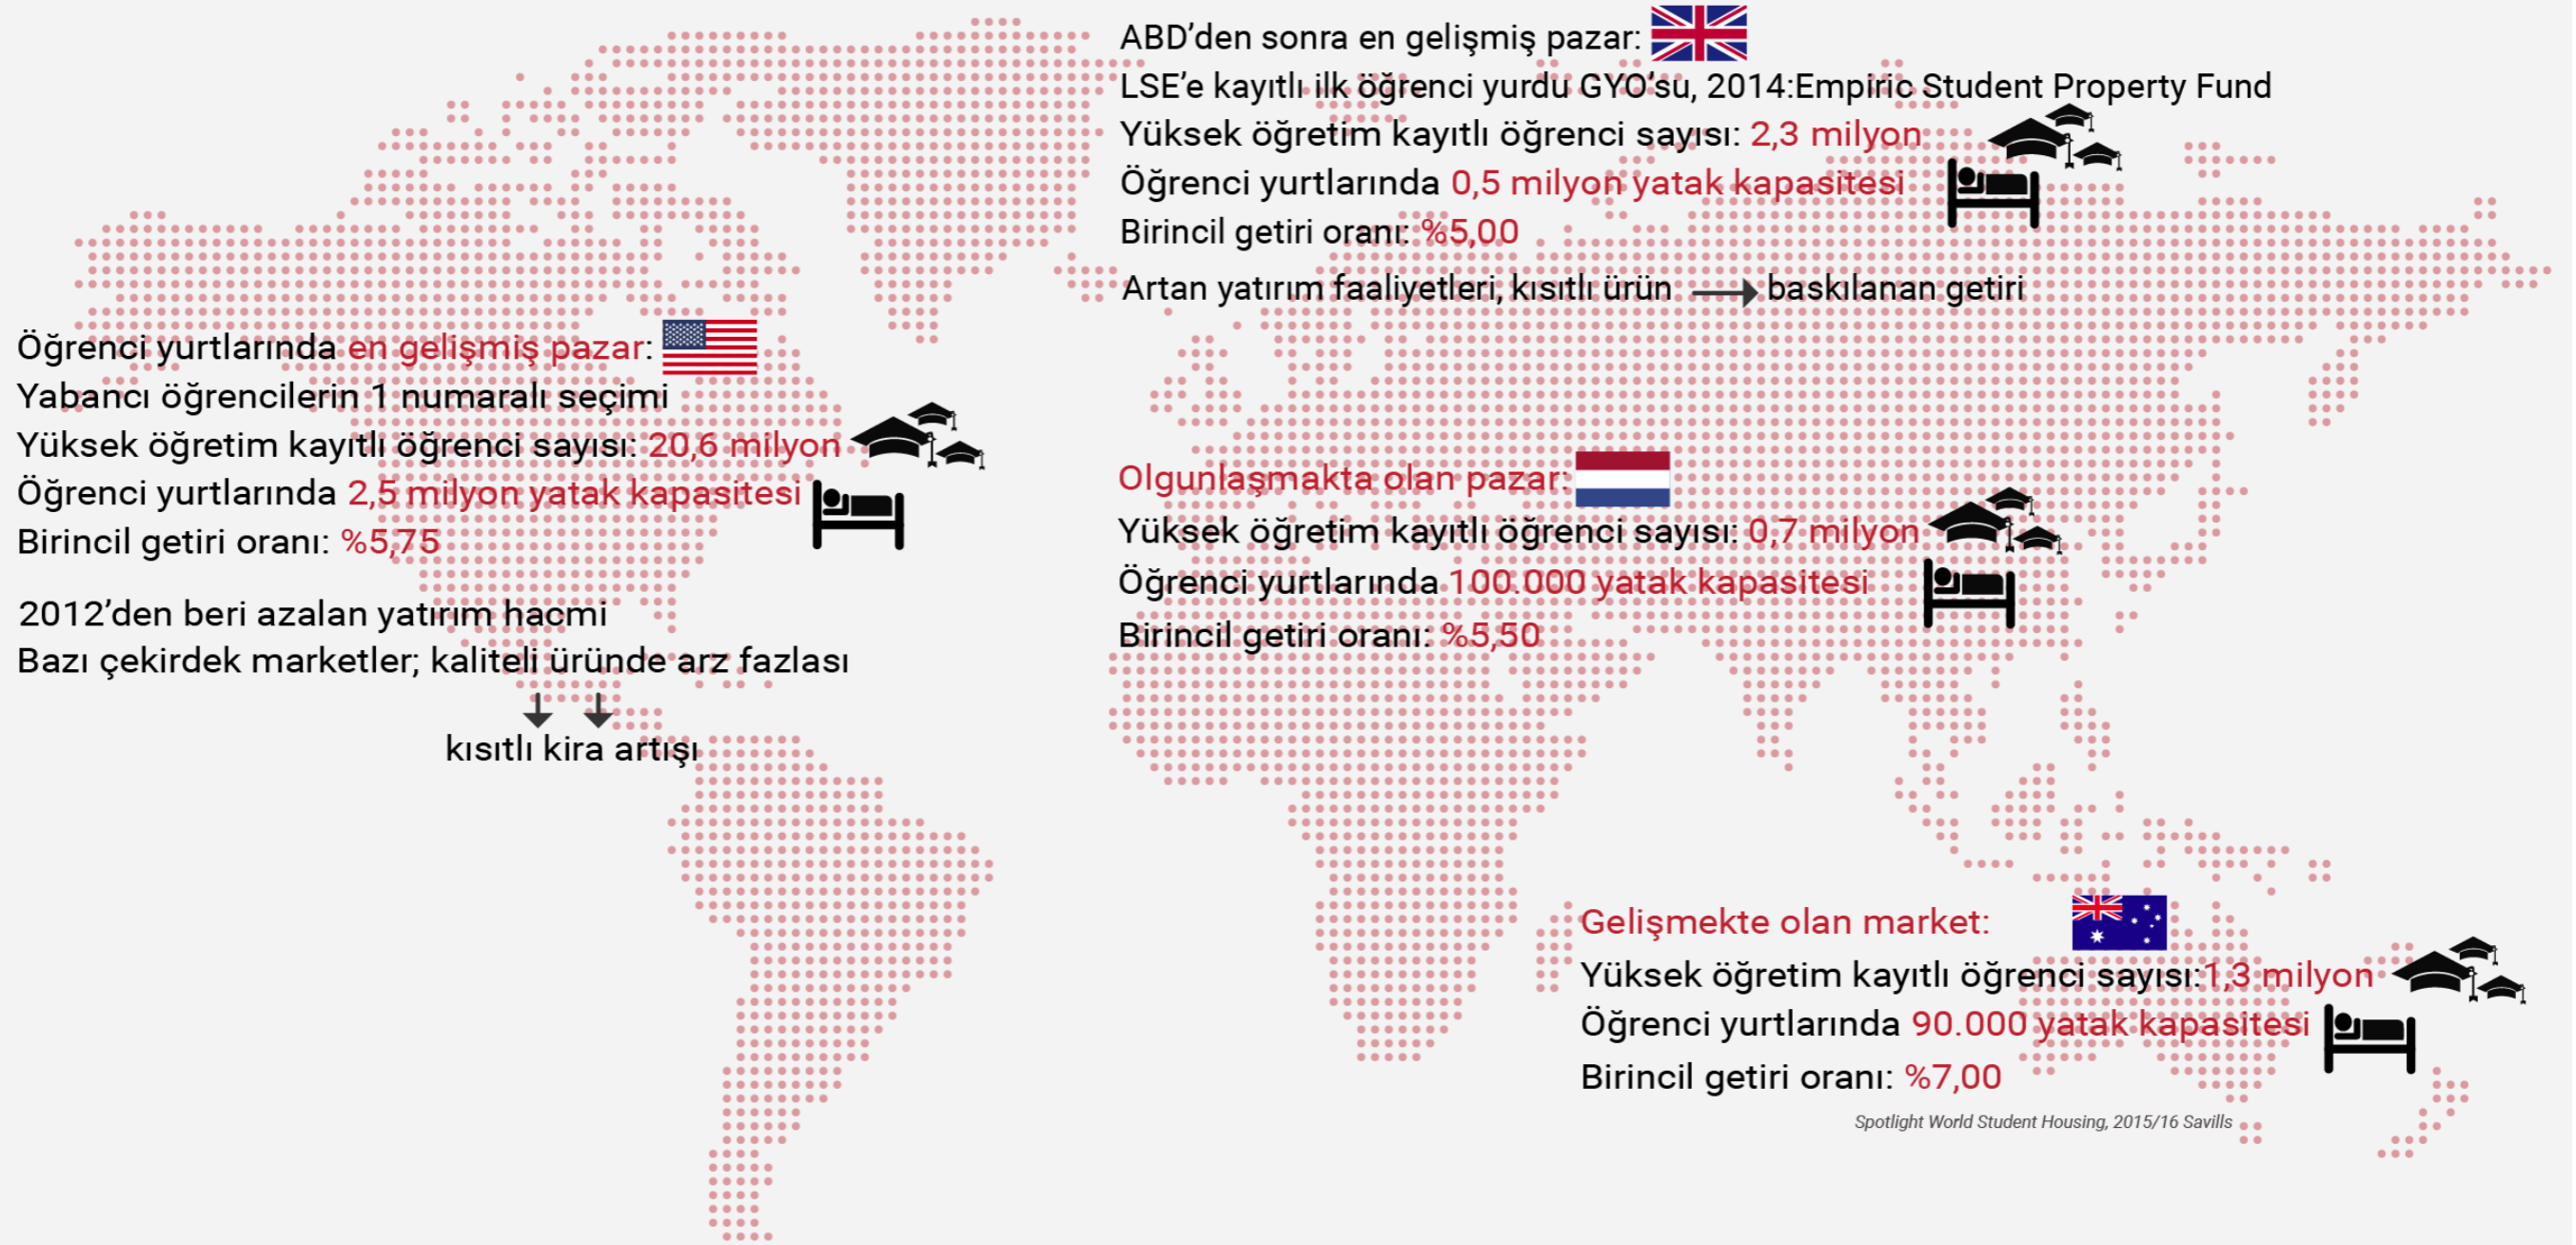 ABD’den sonra en gelişmiş pazar:
LSE’e kayıtlı ilk öğrenci yurdu GYO’su, 2014:Empiric Student Property Fund
Yüksek öğretim kayıtlı öğrenci sayısı: 2,3 milyon
Öğrenci yurtlarında 0,5 milyon yatak kapasitesi
Birincil getiri oranı: %5,00
Artan yatırım faaliyetleri, kısıtlı ürün → baskılanan getiri
Öğrenci yurtlarında en gelişmiş pazar:
Yabancı öğrencilerin 1 numaralı seçimi
Yüksek öğretim kayıtlı öğrenci sayısı: 20,6 milyon
Öğrenci yurtlarında 2,5 milyon yatak kapasitesi
Birincil getiri oranı: %5,75
2012’den beri azalan yatırım hacmi
Bazı çekirdek marketler; kaliteli üründe arz fazlası
kısıtlı kira artışı
Olgunlaşmakta olan pazar:
Yüksek öğretim kayıtlı öğrenci sayısı: 0,7 milyon
Öğrenci yurtlarında 100.000 yatak kapasitesi
Birincil getiri oranı: %5,50
Gelişmekte olan market:
Yüksek öğretim kayıtlı öğrenci sayısı:1,3 milyon
Öğrenci yurtlarında 90.000 yatak kapasitesi
Birincil getiri oranı: %7,00
Spotlight World Student Housing, 2015/16 Savills